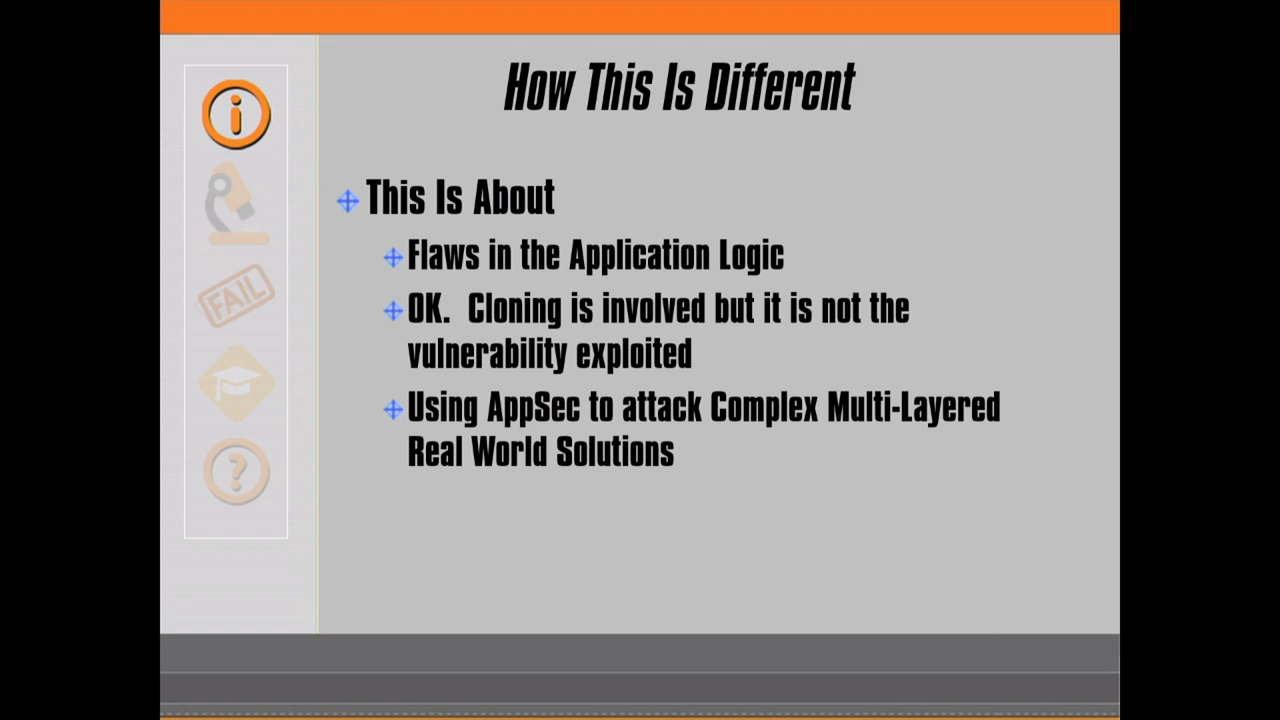 How This Is Different
This Is About
Flaws in the Application Logic
OK.  Cloning is involved but it is not the
vulnerability exploited
Using AppSec to attack Complex Multi-Layered
Real World Solutions
i
FAIL
?